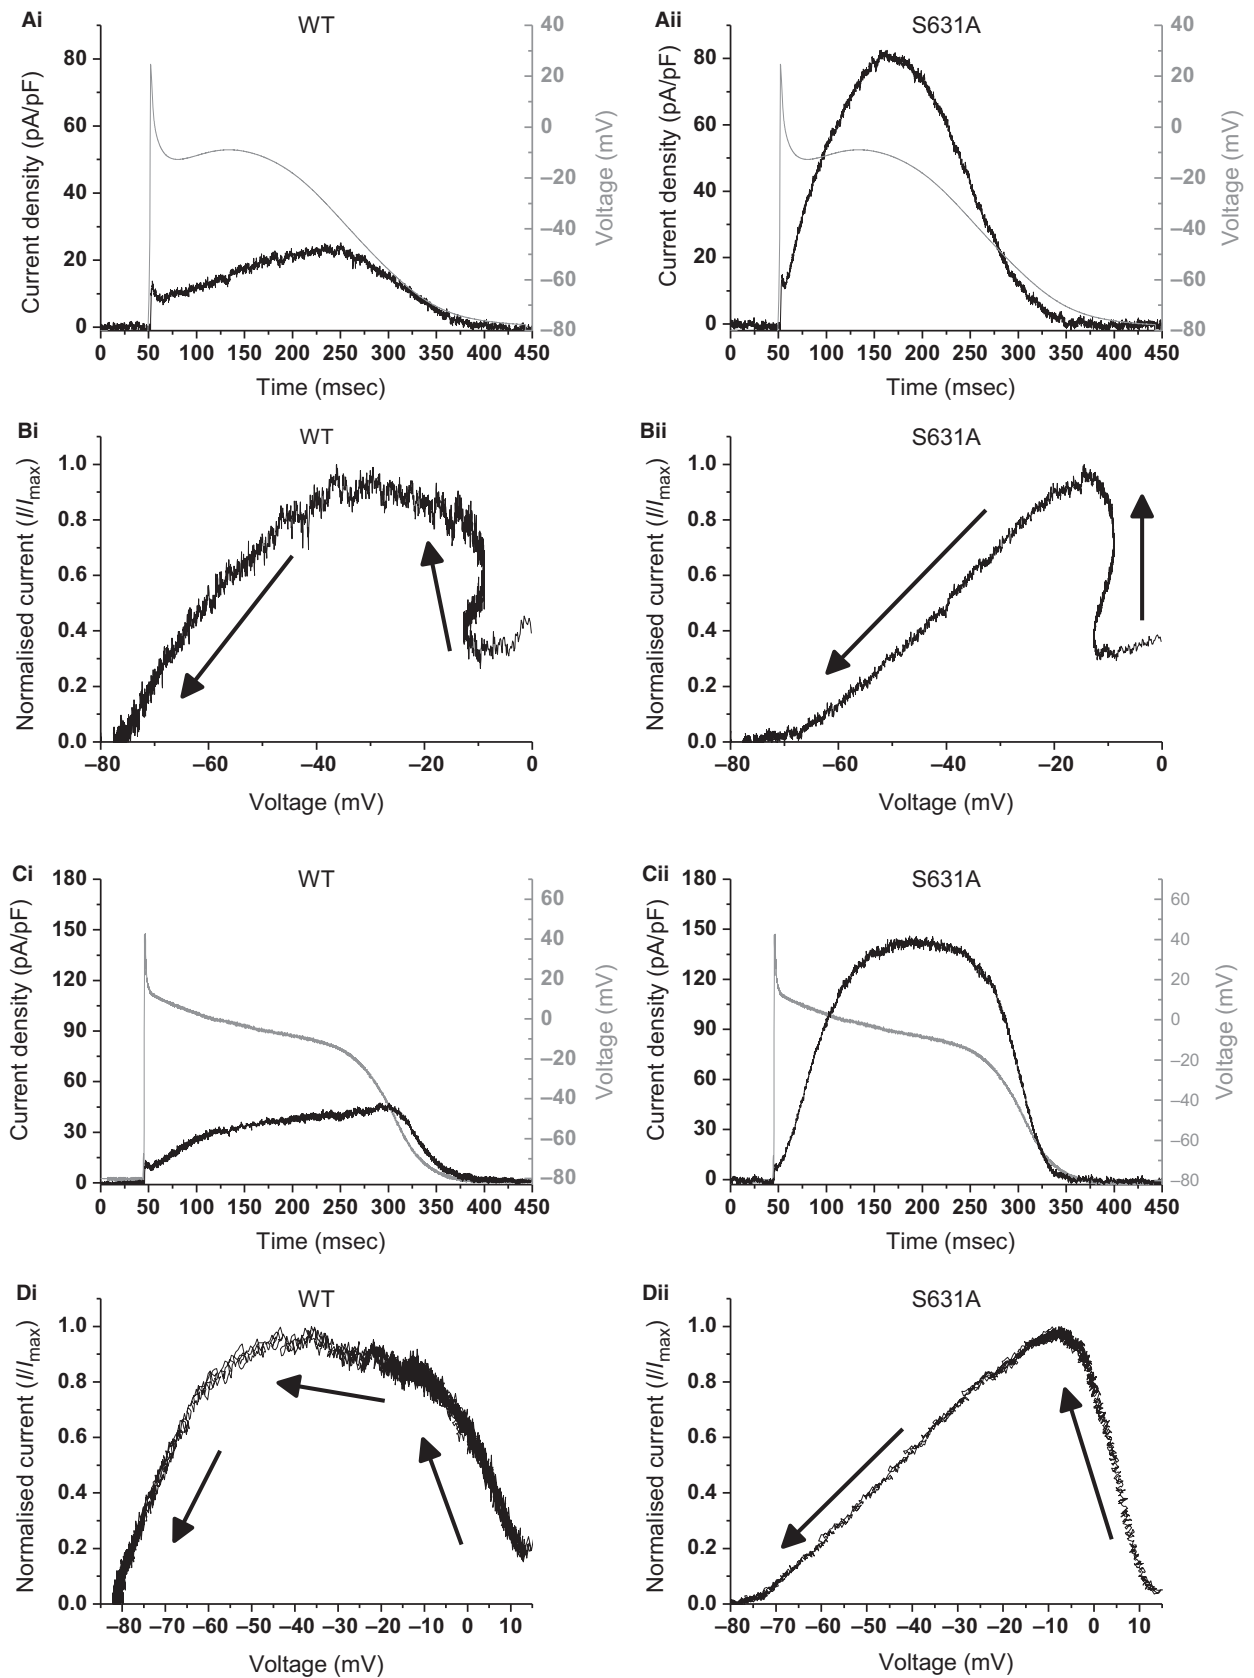 Ai WT
Current density (pA/pF)
80
60
40
20
0
40
20
0
–20
–40
–60
–80
Voltage (mV)
0 50 100 150 200 250 300 350 400 450
Time (msec)
Aii S631A
Current density (pA/pF)
80
60
40
20
0
40
20
0
–20
–40
–60
–80
Voltage (mV)
0 50 100 150 200 250 300 350 400 450
Time (msec)
Bi WT
Normalised current (I/Imax)
1.0
0.8
0.6
0.4
0.2
0.0
–80 –60 –40 –20 0
Voltage (mV)
Bii S631A
Normalised current (I/Imax)
1.0
0.8
0.6
0.4
0.2
0.0
–80 –60 –40 –20 0
Voltage (mV)
Ci WT
Current density (pA/pF)
180
150
120
90
60
30
0
60
40
20
0
–20
–40
–60
–80
Voltage (mV)
0 50 100 150 200 250 300 350 400 450
Time (msec)
Cii S631A
Current density (pA/pF)
180
150
120
90
60
30
0
60
40
20
0
–20
–40
–60
–80
Voltage (mV)
0 50 100 150 200 250 300 350 400 450
Time (msec)
Di WT
Normalised current (I/Imax)
1.0
0.8
0.6
0.4
0.2
0.0
–80 –70 –60 –50 –40 –30 –20 –10 0 10
Voltage (mV)
Dii S631A
Normalised current (I/Imax)
1.0
0.8
0.6
0.4
0.2
0.0
–80 –70 –60 –50 –40 –30 –20 –10 0 10
Voltage (mV)